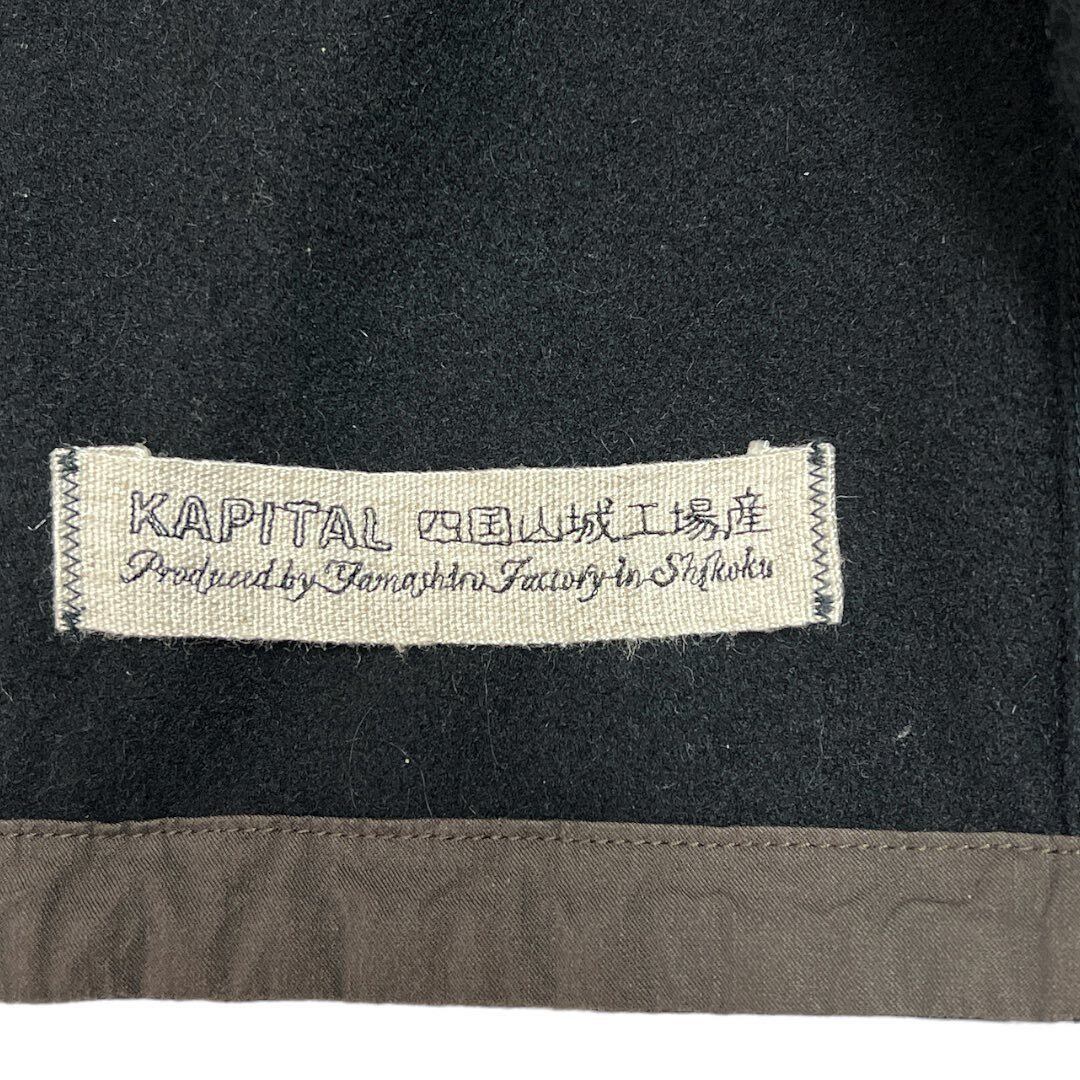 KAPITAL 四国山城工場産
Produced by Yamashiro Factory in Shikoku